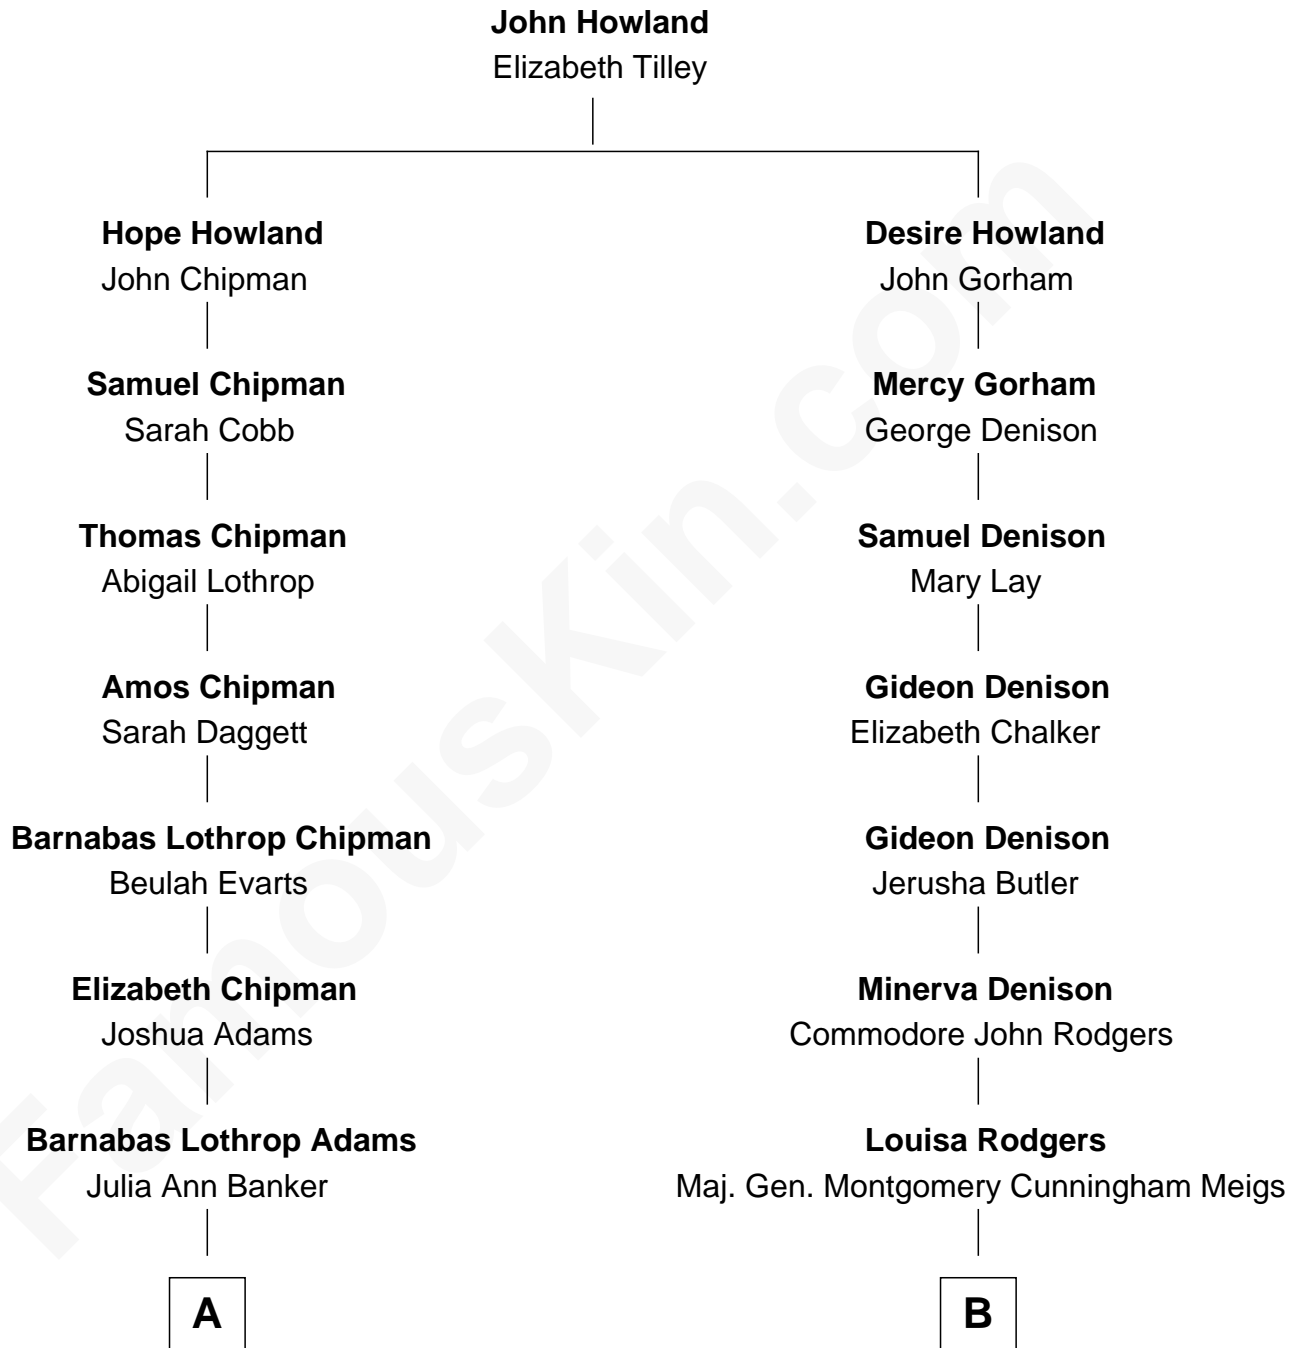 John Howland
Elizabeth Tilley
Hope Howland
John Chipman
Desire Howland
John Gorham
Samuel Chipman
Sarah Cobb
Mercy Gorham
George Denison
Thomas Chipman
Abigail Lothrop
Samuel Denison
Mary Lay
Amos Chipman
Sarah Daggett
Gideon Denison
Elizabeth Chalker
Barnabas Lothrop Chipman
Beulah Evarts
Gideon Denison
Jerusha Butler
Elizabeth Chipman
Joshua Adams
Minerva Denison
Commodore John Rodgers
Barnabas Lothrop Adams
Julia Ann Banker
Louisa Rodgers
Maj. Gen. Montgomery Cunningham Meigs
A
B
FamousKin.com